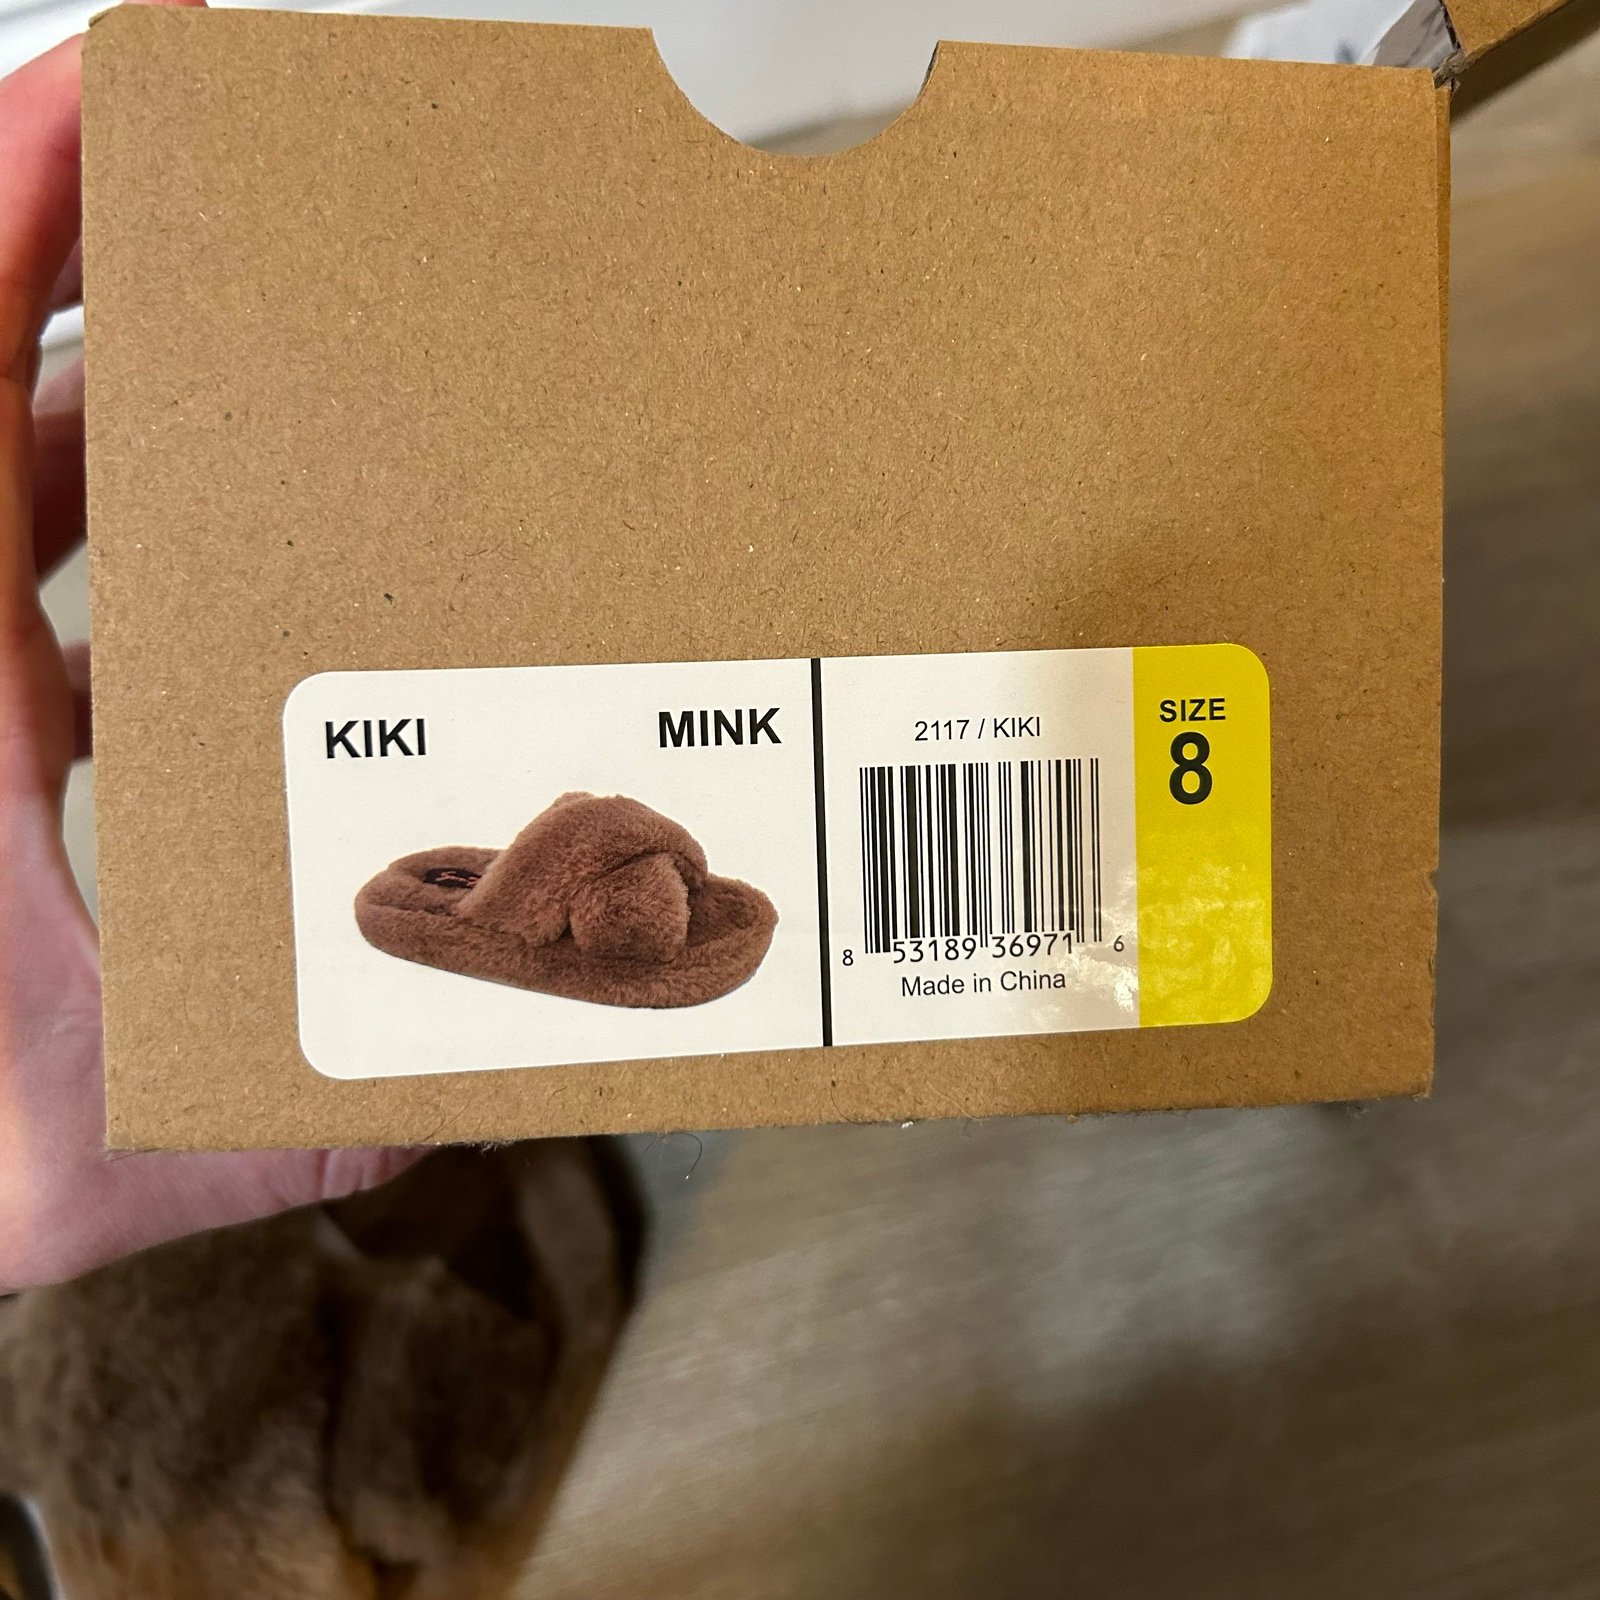 KIKI
MINK
2117 / KIKI
8 53189 36971 6
Made in China
SIZE
8